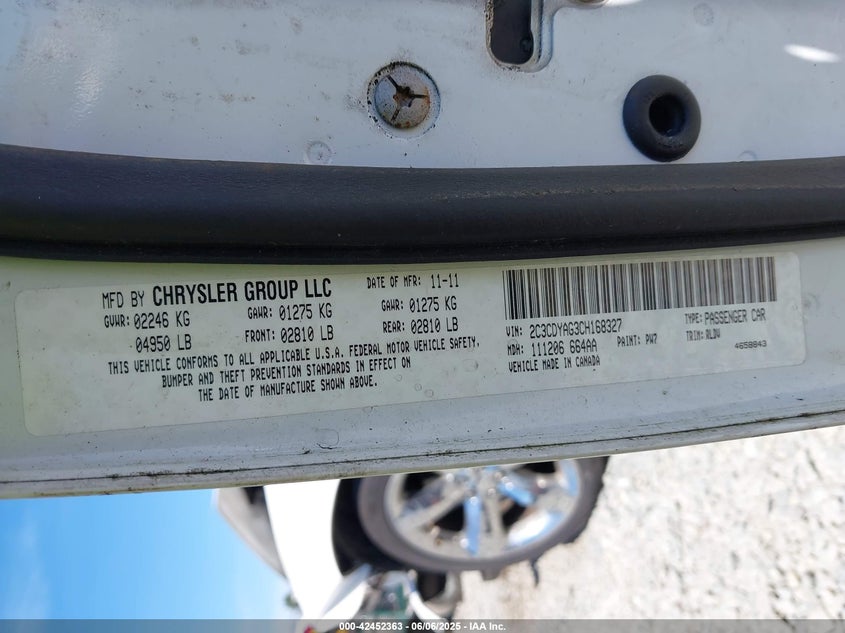 MFD BY CHRYSLER GROUP LLC
DATE OF MFR: 11-11
GVWR: 02246 KG
GAWR: 01275 KG
GAWR: 01275 KG
04950 LB
FRONT: 02810 LB
REAR: 02810 LB
THIS VEHICLE CONFORMS TO ALL APPLICABLE U.S.A. FEDERAL MOTOR VEHICLE SAFETY,
BUMPER AND THEFT PREVENTION STANDARDS IN EFFECT ON
THE DATE OF MANUFACTURE SHOWN ABOVE.
VIN: 2C3CDYAG3CH168327
TYPE: PASSENGER CAR
MDH: 111206 664AA
PAINT: PW7
TRIM: RLDV
VEHICLE MADE IN CANADA
4658843
000-42452363 - 06/06/2025 - IAA Inc.